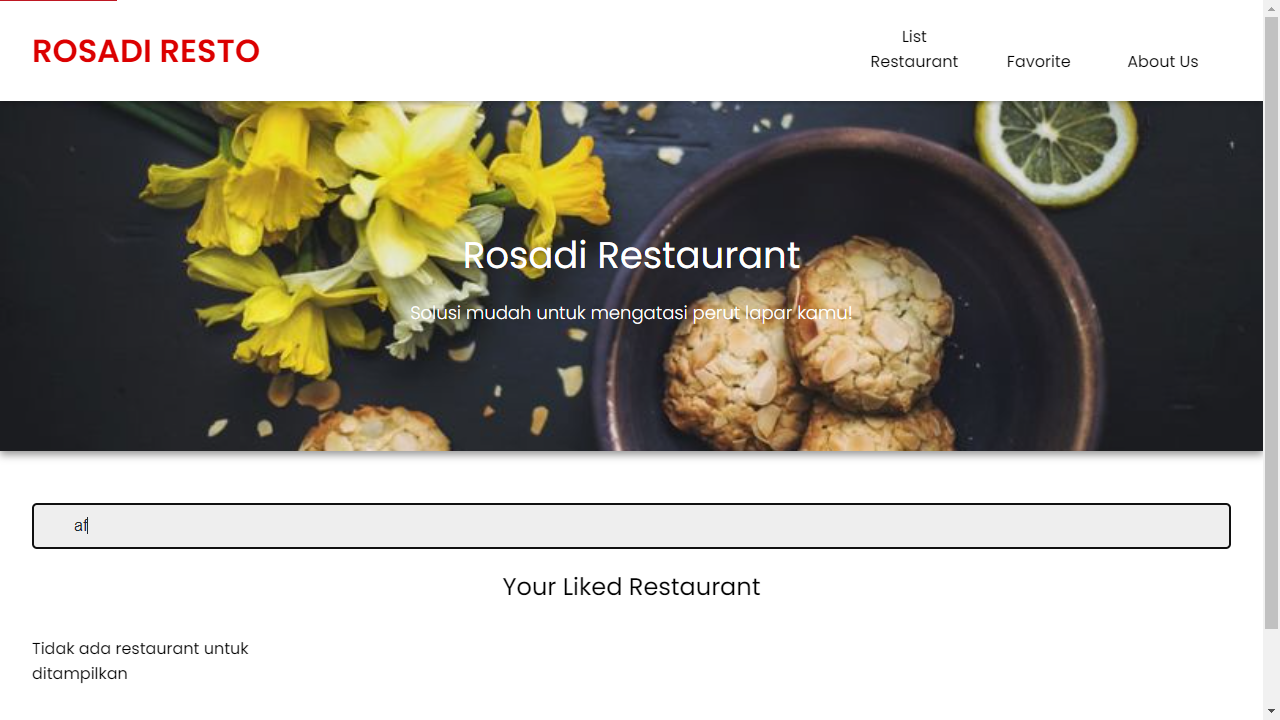 ROSADI RESTO
List
Restaurant
Favorite
About Us
Rosadi Restaurant
Solusi mudah untuk mengatasi perut lapar kamu!
af
Your Liked Restaurant
Tidak ada restaurant untuk
ditampilkan